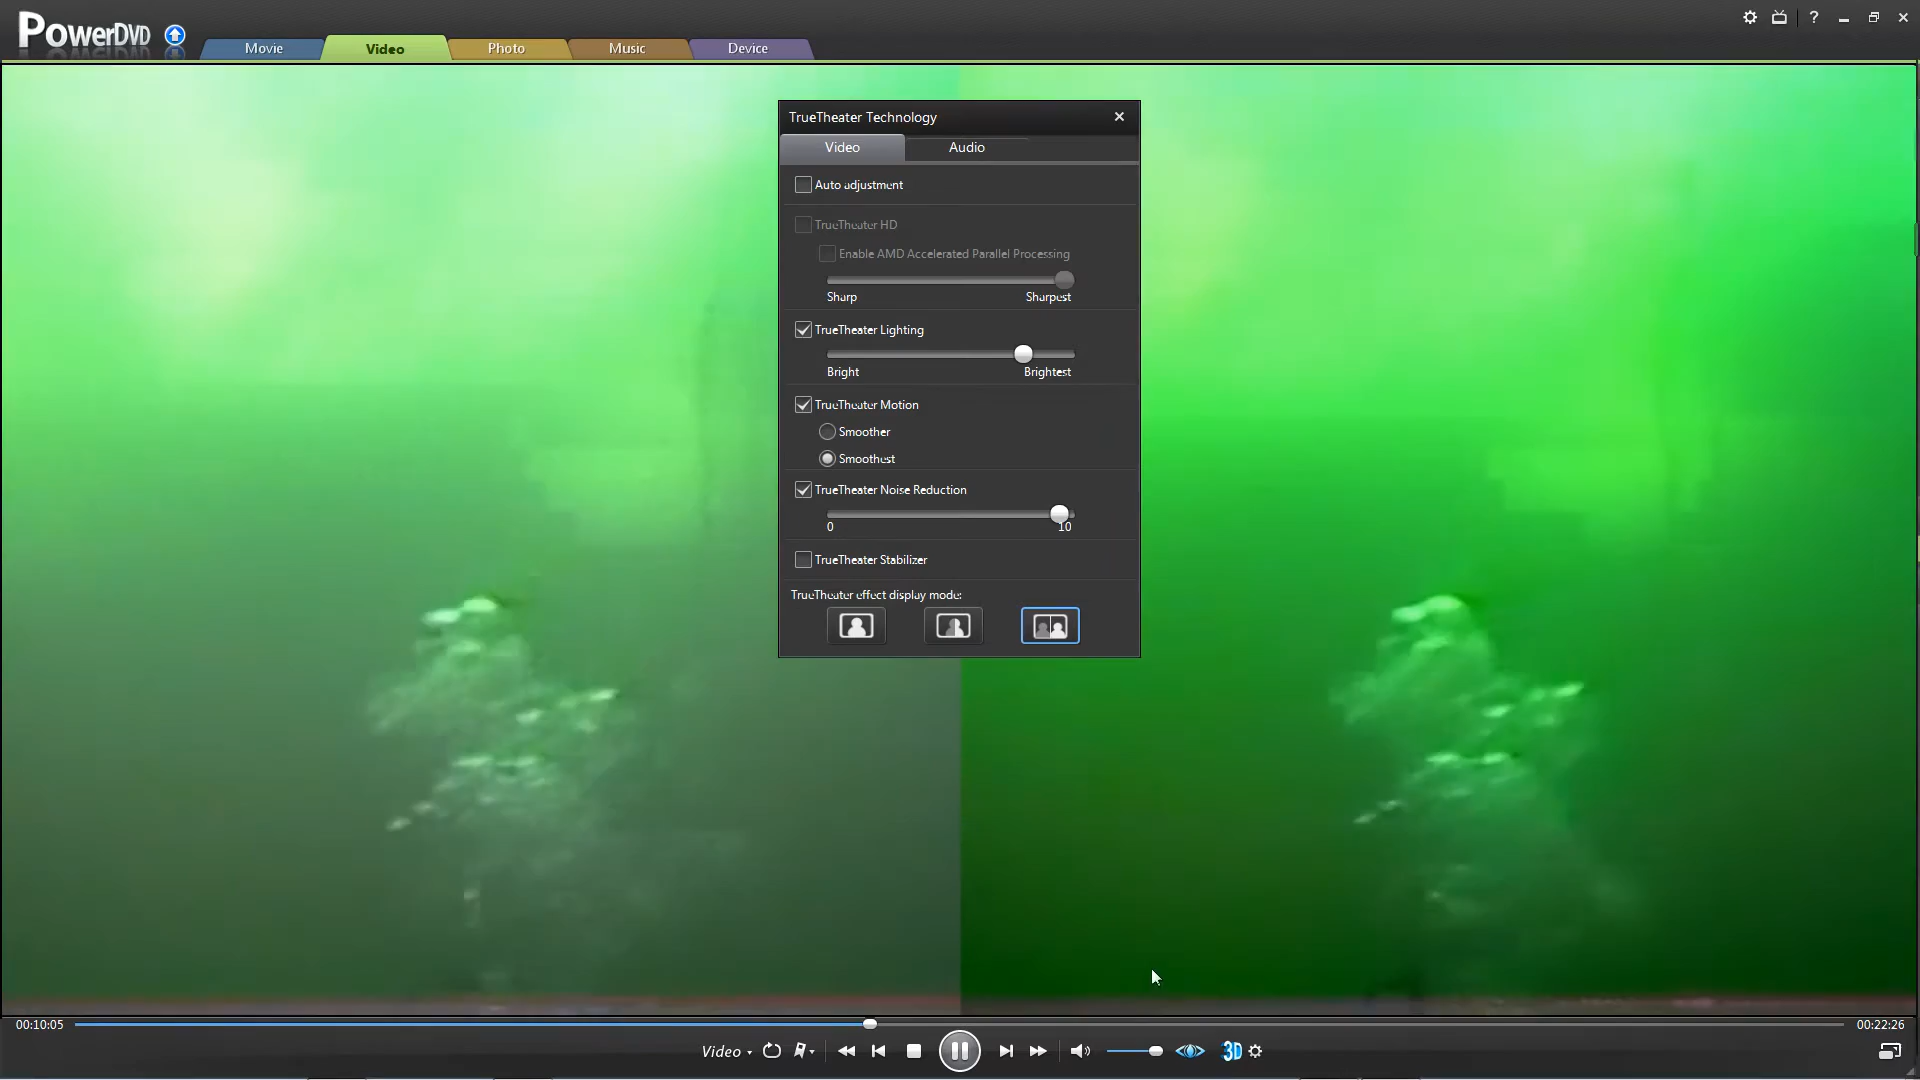 PowerDVD
Movie
Video
Photo
Music
Device
?
TrueTheater Technology
Video
Audio
Auto adjustment
TrueTheater HD
Enable AMD Accelerated Parallel Processing
Sharp Sharpest
TrueTheater Lighting
Bright Brightest
TrueTheater Motion
Smoother
Smoothest
TrueTheater Noise Reduction
0 10
TrueTheater Stabilizer
TrueTheater effect display mode:
00:10:05
00:22:26
Video
3D